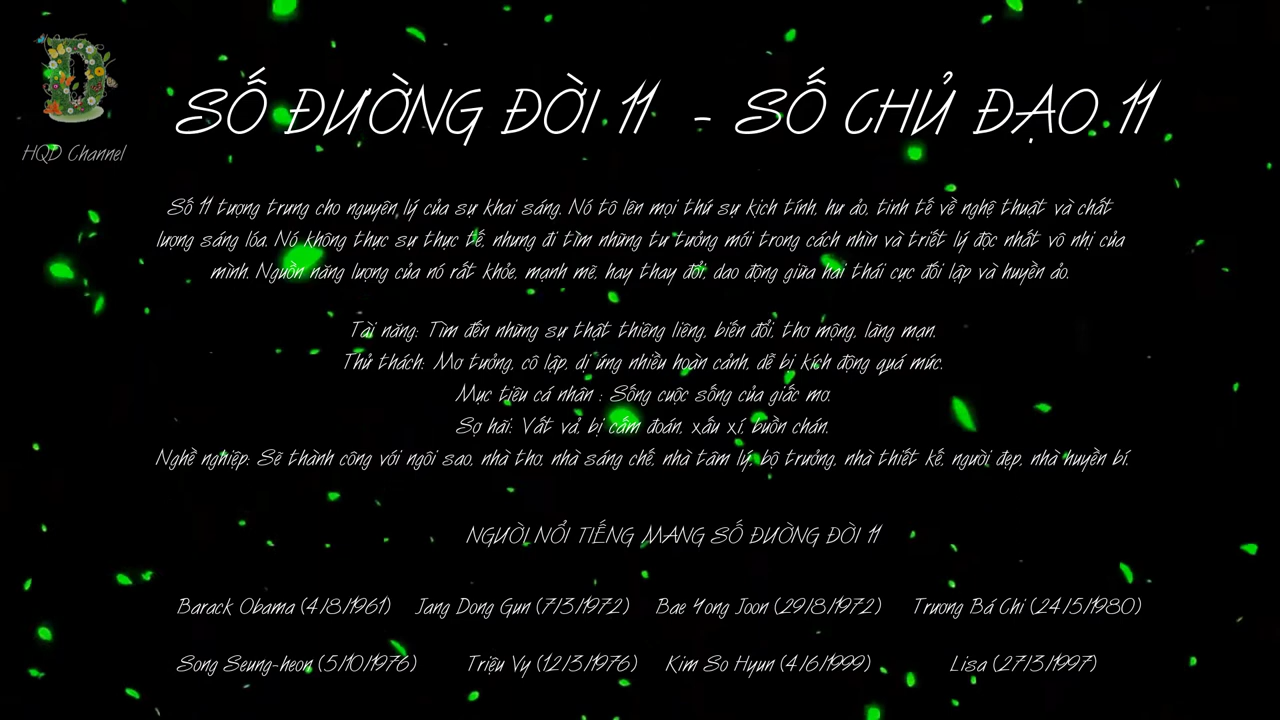 HQD Channel
SỐ ĐƯỜNG ĐỜI 11 - SỐ CHỦ ĐẠO 11
Số 11 tượng trưng cho nguyên lý của sự khai sáng. Nó tô lên mọi thứ sự kịch tính, hư ảo, tinh tế về nghệ thuật và chất
lượng sáng lóa. Nó không thực sự thực tế, nhưng đi tìm những tư tưởng mới trong cách nhìn và triết lý độc nhất vô nhị của
mình. Nguồn năng lượng của nó rất khỏe, mạnh mẽ, hay thay đổi, dao động giữa hai thái cực đối lập và huyền ảo.
Tài năng: Tìm đến những sự thật thiêng liêng, biến đổi, thơ mộng, lãng mạn.
Thử thách: Mơ tưởng, cô lập, dị ứng nhiều hoàn cảnh, dễ bị kích động quá mức.
Mục tiêu cá nhân : Sống cuộc sống của giấc mơ.
Sợ hãi: Vất vả, bị cấm đoán, xấu xí, buồn chán.
Nghề nghiệp: Sẽ thành công với ngôi sao, nhà thơ, nhà sáng chế, nhà tâm lý, bộ trưởng, nhà thiết kế, người đẹp, nhà huyền bí.
NGƯỜI NỔI TIẾNG MANG SỐ ĐƯỜNG ĐỜI 11
Barack Obama (4/8/1961) Jang Dong Gun (7/3/1972) Bae Yong Joon (29/8/1972) Trương Bá Chi (24/5/1980)
Song Seung-heon (5/10/1976) Triệu Vy (12/3/1976) Kim So Hyun (4/6/1999) Lisa (27/3/1997)